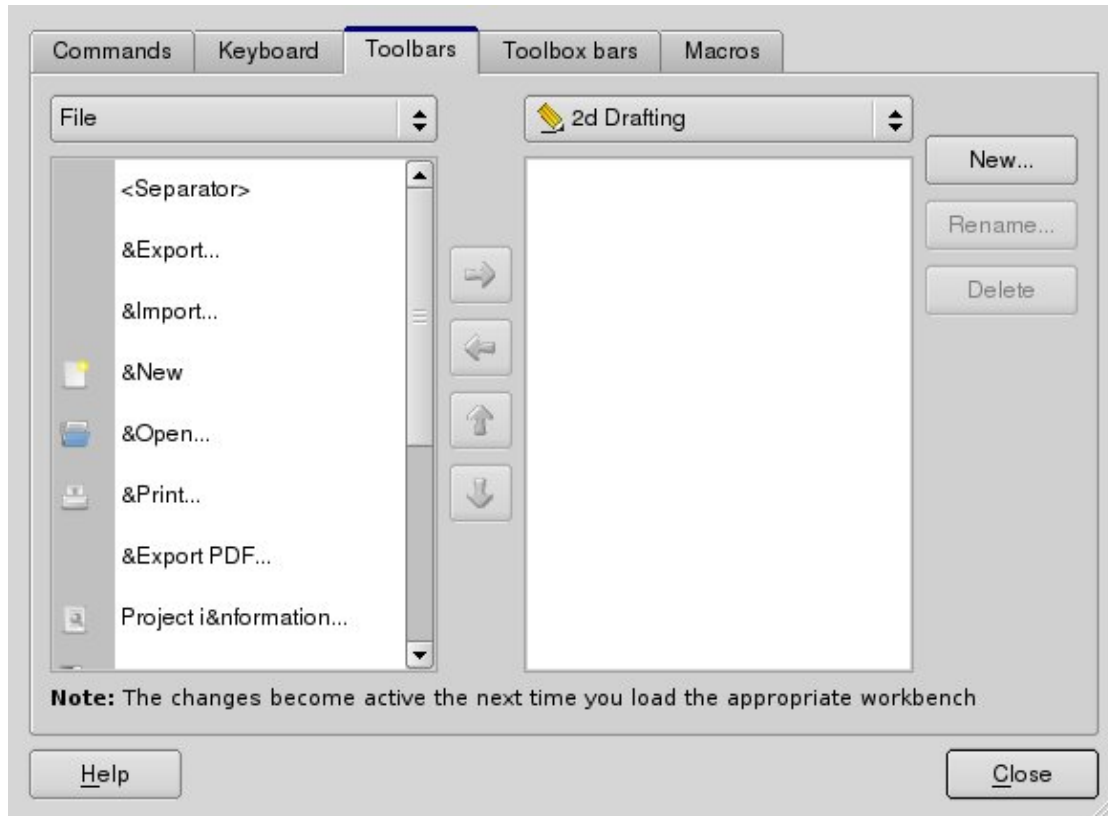 Commands Keyboard Toolbars Toolbox bars Macros
File
2d Drafting
New...
Rename...
Delete
<Separator>
&Export...
&Import...
&New
&Open...
&Print...
&Export PDF...
Project i&nformation...
Note: The changes become active the next time you load the appropriate workbench
Help
Close